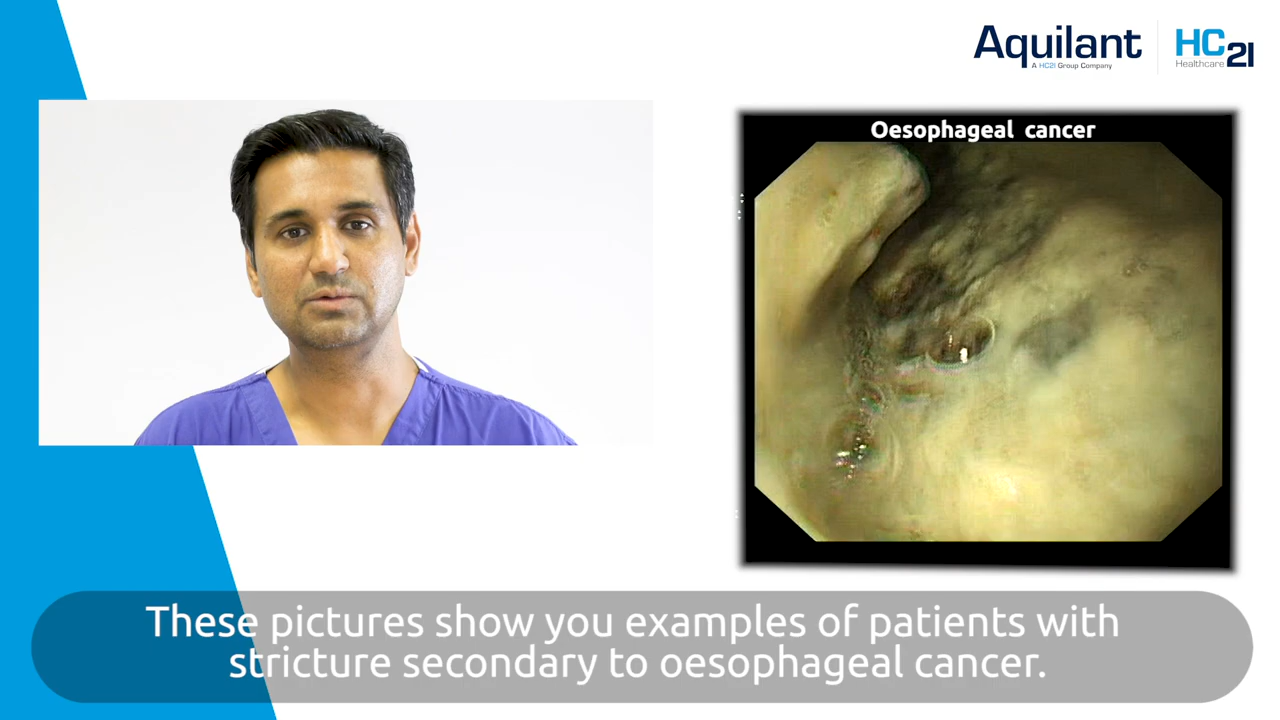 Aquilant
A HC21 Group Company
HC21
Healthcare
Oesophageal cancer
These pictures show you examples of patients with
stricture secondary to oesophageal cancer.